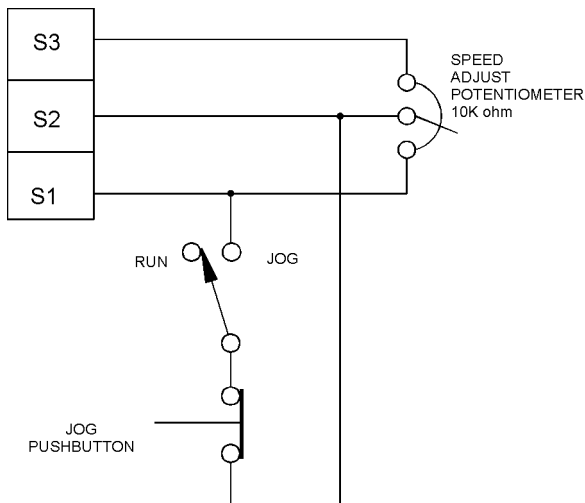 S3
SPEED
ADJUST
POTENTIOMETER
10K ohm
S2
S1
RUN
JOG
JOG
PUSHBUTTON